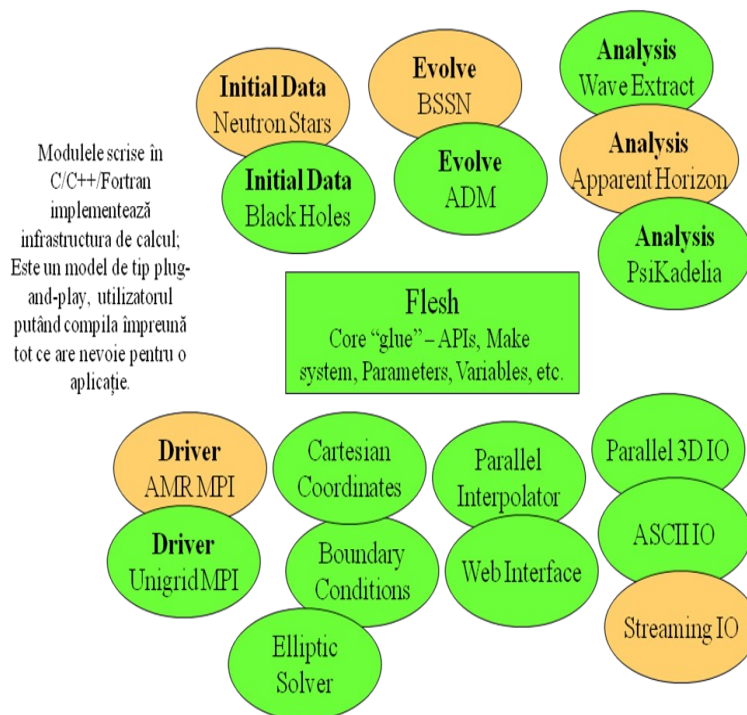 Initial Data
Neutron Stars
Initial Data
Black Holes
Evolve
BSSN
Evolve
ADM
Analysis
Wave Extract
Analysis
Apparent Horizon
Analysis
PsiKadelia
Modulele scrise în
C/C++/Fortran
implementează
infrastructura de calcul;
Este un model de tip plug-
and-play, utilizatorul
putând compila împreună
tot ce are nevoie pentru o
aplicație.
Flesh
Core “glue” – APIs, Make
system, Parameters, Variables, etc.
Driver
AMR MPI
Driver
Unigrid MPI
Cartesian
Coordinates
Boundary
Conditions
Elliptic
Solver
Parallel
Interpolator
Web Interface
Parallel 3D IO
ASCII IO
Streaming IO